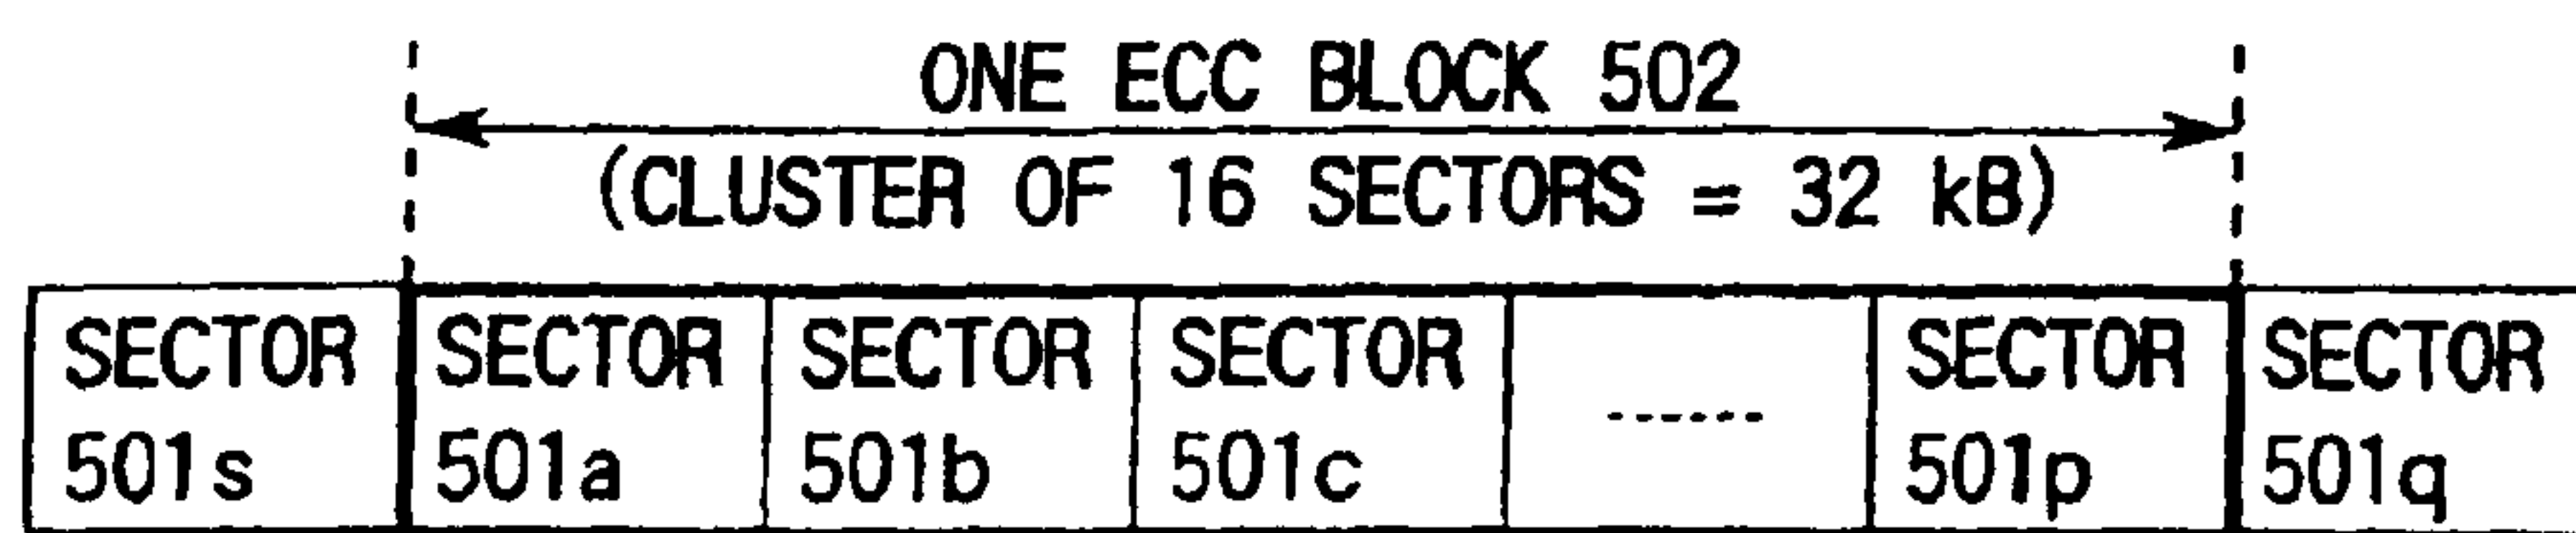 ONE ECC BLOCK 502
(CLUSTER OF 16 SECTORS = 32 kB)
SECTOR SECTOR SECTOR SECTOR ------ SECTOR SECTOR
501s 501a 501b 501c 501p 501q